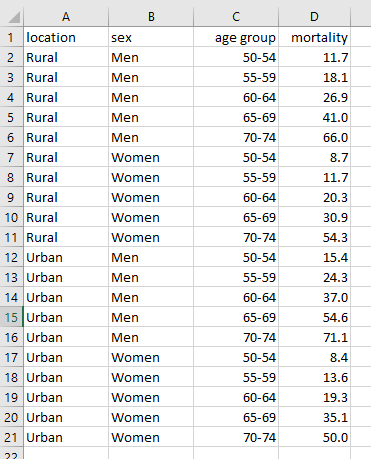 A B C D
1 location sex age group mortality
2 Rural Men 50-54 11.7
3 Rural Men 55-59 18.1
4 Rural Men 60-64 26.9
5 Rural Men 65-69 41.0
6 Rural Men 70-74 66.0
7 Rural Women 50-54 8.7
8 Rural Women 55-59 11.7
9 Rural Women 60-64 20.3
10 Rural Women 65-69 30.9
11 Rural Women 70-74 54.3
12 Urban Men 50-54 15.4
13 Urban Men 55-59 24.3
14 Urban Men 60-64 37.0
15 Urban Men 65-69 54.6
16 Urban Men 70-74 71.1
17 Urban Women 50-54 8.4
18 Urban Women 55-59 13.6
19 Urban Women 60-64 19.3
20 Urban Women 65-69 35.1
21 Urban Women 70-74 50.0
22